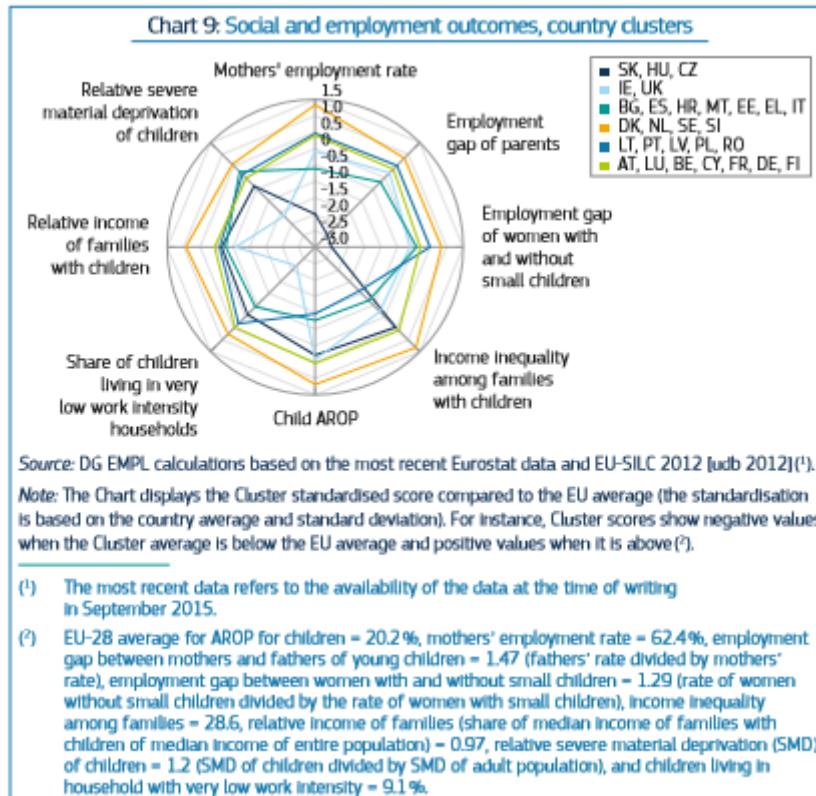 Chart 9: Social and employment outcomes, country clusters
Mothers' employment rate
Relative severe
material deprivation
of children
Employment
gap of parents
SK, HU, CZ
IE, UK
BG, ES, HR, MT, EE, EL, IT
DK, NL, SE, SI
LT, PT, LV, PL, RO
AT, LU, BE, CY, FR, DE, FI
1.5
1.0
0.5
0.0
-0.5
-1.0
-1.5
-2.0
-2.5
-3.0
Relative income
of families
with children
Employment gap
of women with
and without
small children
Share of children
living in very
low work intensity
households
Child AROP
Income inequality
among families
with children
Source: DG EMPL calculations based on the most recent Eurostat data and EU-SILC 2012 [udb 2012](¹).
Note: The Chart displays the Cluster standardised score compared to the EU average (the standardisation
is based on the country average and standard deviation). For instance, Cluster scores show negative values
when the Cluster average is below the EU average and positive values when it is above(²).
(¹) The most recent data refers to the availability of the data at the time of writing
in September 2015.
(²) EU-28 average for AROP for children = 20.2%, mothers' employment rate = 62.4%, employment
gap between mothers and fathers of young children = 1.47 (fathers' rate divided by mothers'
rate), employment gap between women with and without small children = 1.29 (rate of women
without small children divided by the rate of women with small children), income inequality
among families = 28.6, relative income of families (share of median income of families with
children of median income of entire population) = 0.97, relative severe material deprivation (SMD)
of children = 1.2 (SMD of children divided by SMD of adult population), and children living in
household with very low work intensity = 9.1%.